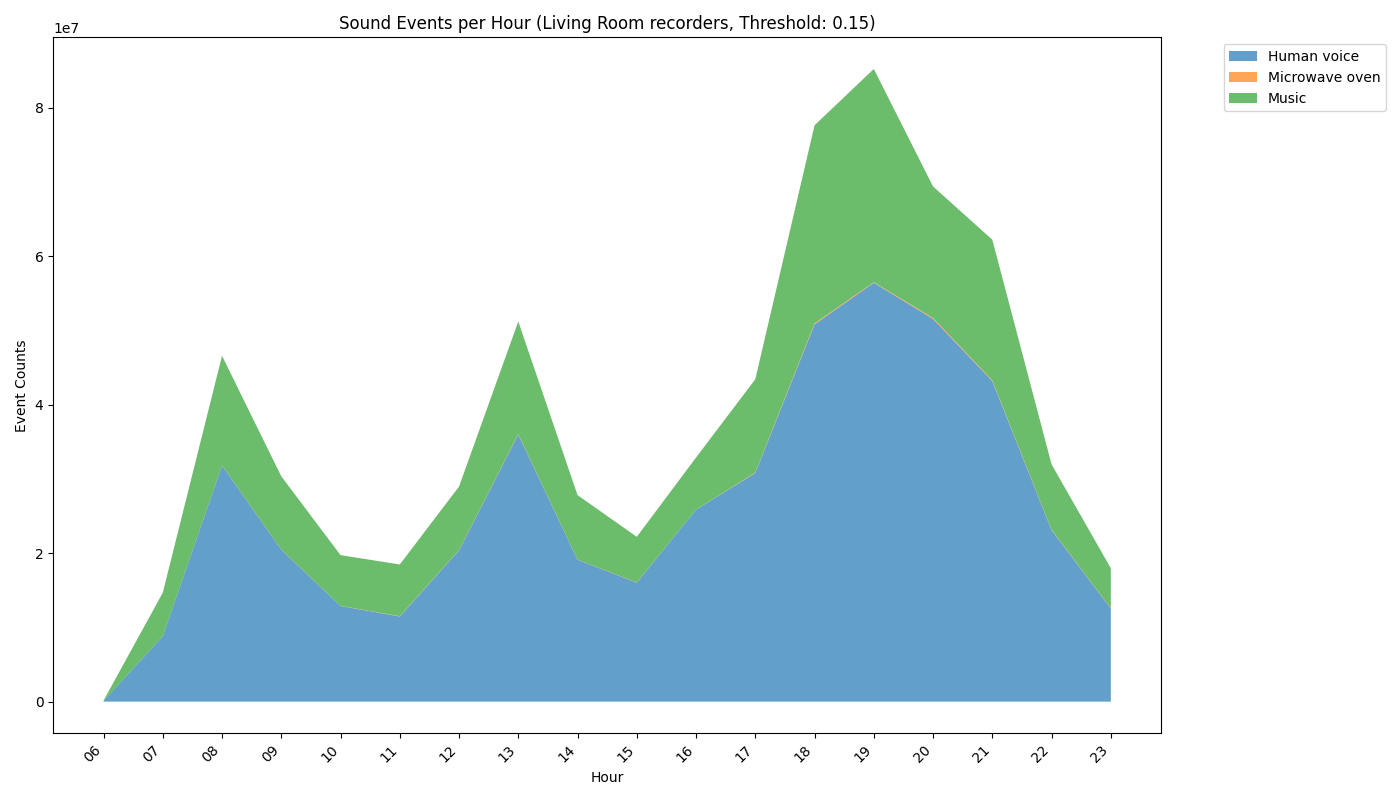 Sound Events per Hour (Living Room recorders, Threshold: 0.15)
1e7
Human voice
Microwave oven
Music
8
6
4
2
0
Event Counts
06 07 08 09 10 11 12 13 14 15 16 17 18 19 20 21 22 23
Hour